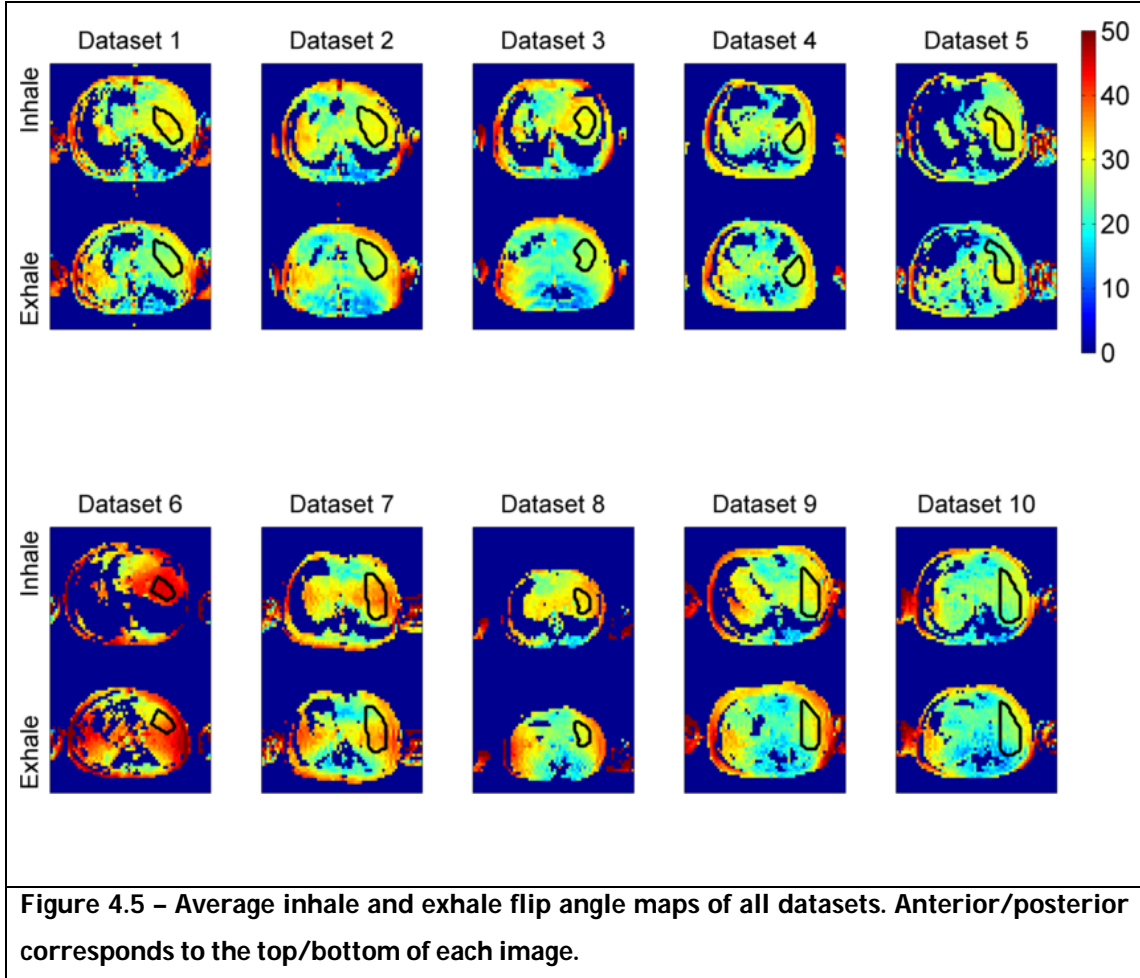 Dataset 1 Dataset 2 Dataset 3 Dataset 4 Dataset 5
Inhale
Exhale
50
40
30
20
10
0
Dataset 6 Dataset 7 Dataset 8 Dataset 9 Dataset 10
Inhale
Exhale
Figure 4.5 – Average inhale and exhale flip angle maps of all datasets. Anterior/posterior
corresponds to the top/bottom of each image.